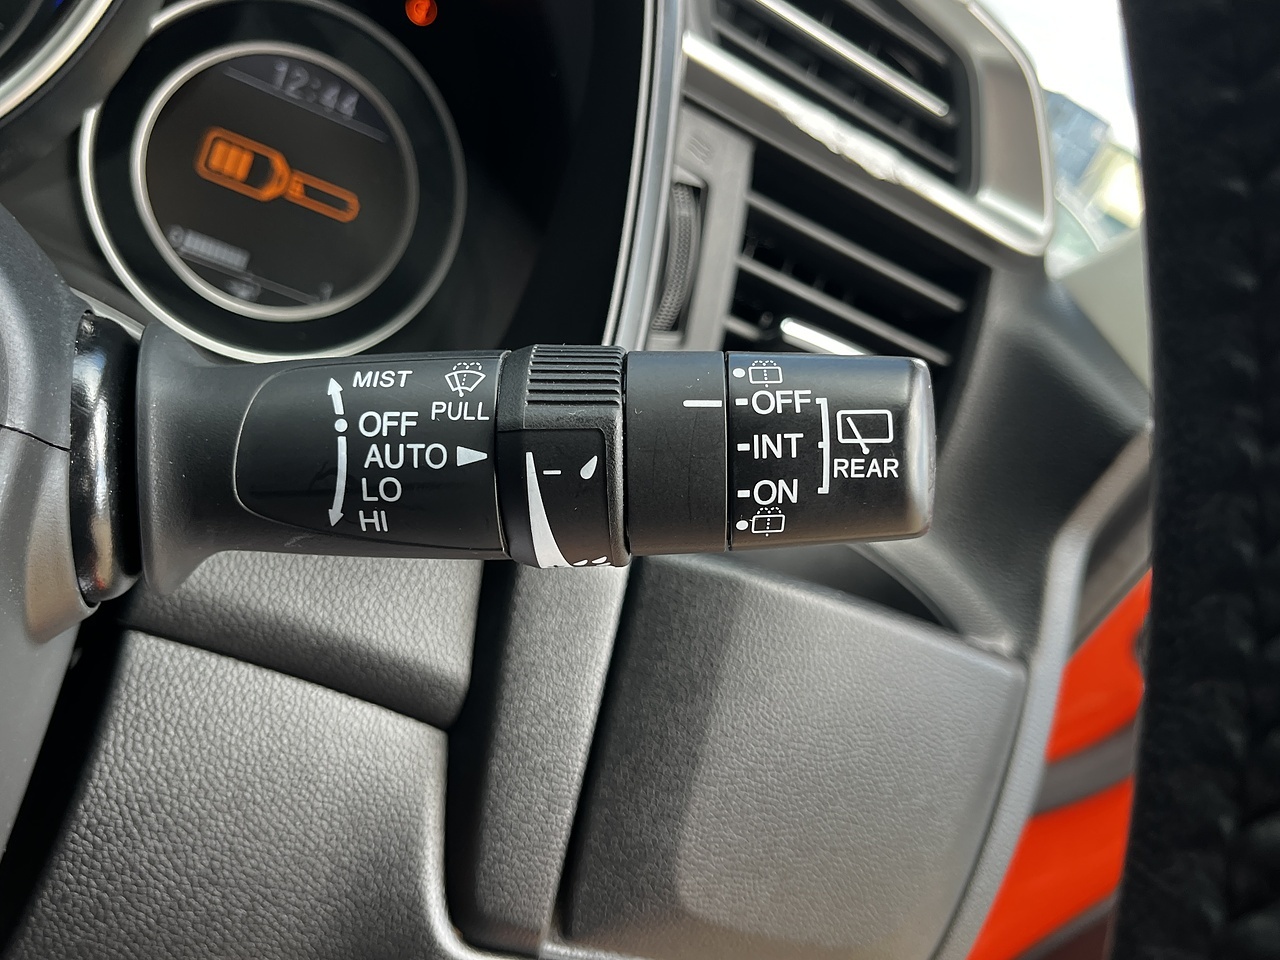 12:44
MIST
PULL
OFF
AUTO
LO
HI
OFF
INT
ON
REAR